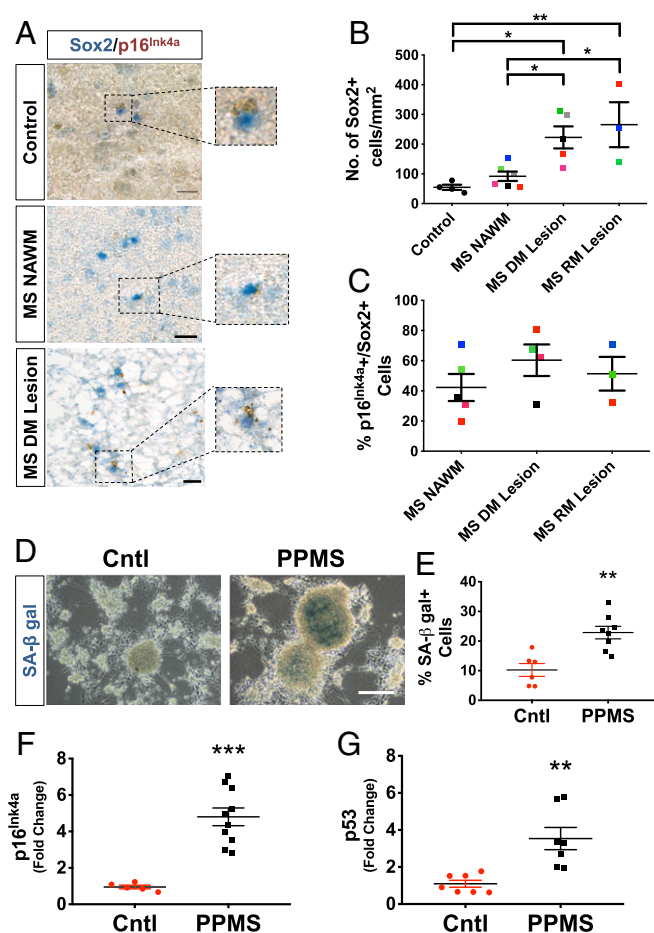 A
Sox2/p16Ink4a
Control
MS NAWM
MS DM Lesion
B
No. of Sox2+
cells/mm2
500
400
300
200
100
0
**
*
*
*
Control
MS NAWM
MS DM Lesion
MS RM Lesion
C
% p16Ink4a+/Sox2+
Cells
100
80
60
40
20
0
MS NAWM
MS DM Lesion
MS RM Lesion
D
Cntl
PPMS
SA-β gal
E
% SA-β gal+
Cells
40
30
20
10
0
**
Cntl
PPMS
F
p16Ink4a
(Fold Change)
8
6
4
2
0
***
Cntl
PPMS
G
p53
(Fold Change)
8
6
4
2
0
**
Cntl
PPMS